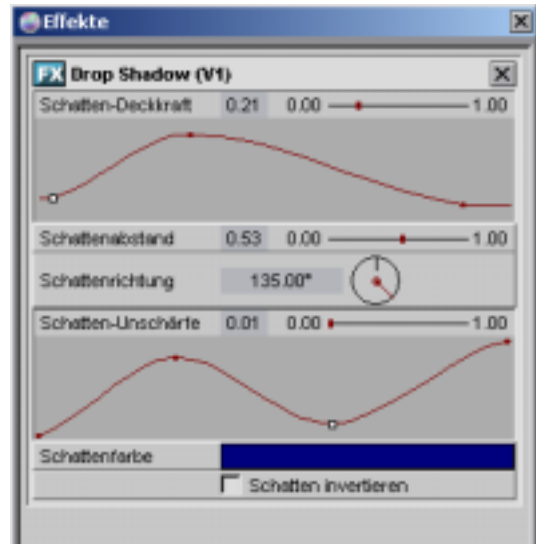 Effekte
FX Drop Shadow (V1)
Schatten-Deckkraft 0.21 0.00 1.00
Schattenabstand 0.53 0.00 1.00
Schattenrichtung 135.00°
Schatten-Unschärfe 0.01 0.00 1.00
Schattenfarbe
Schatten invertieren